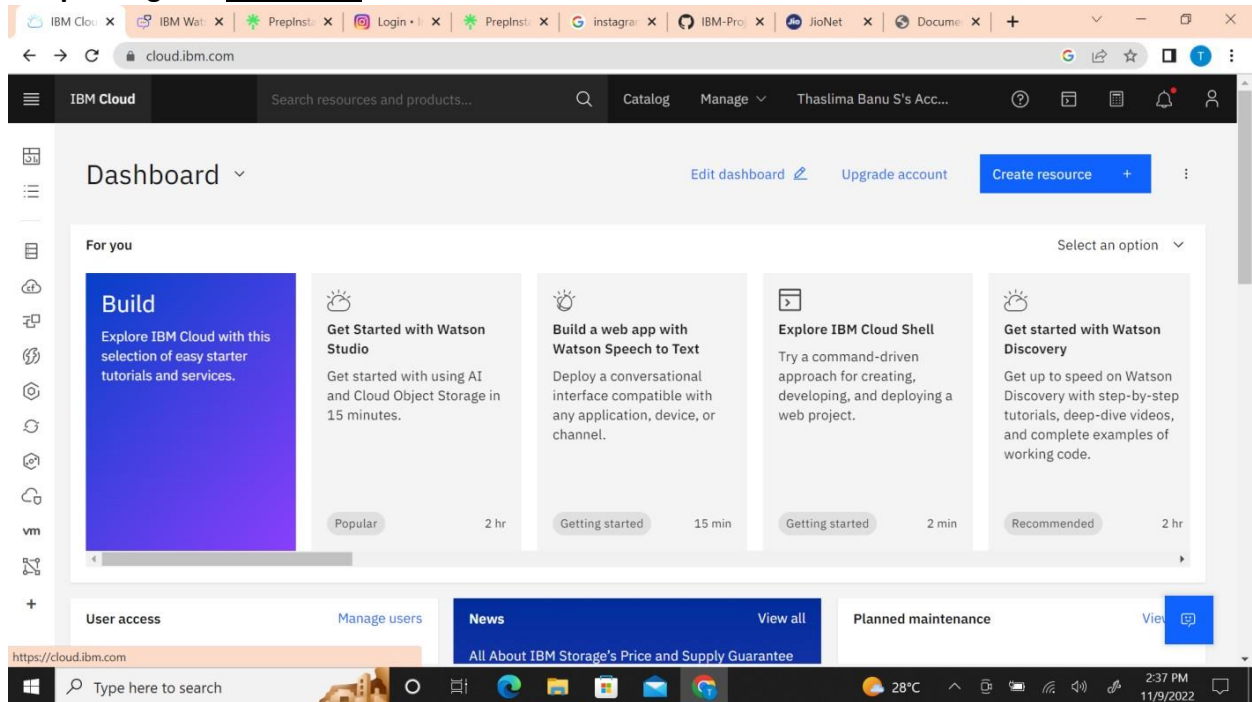 IBM Clou
IBM Wat
PrepInsta
Login • I
PrepInsta
instagram
IBM-Proj
JioNet
Documen
cloud.ibm.com
T
IBM Cloud
Search resources and products...
Catalog
Manage
Thaslima Banu S's Acc...
Dashboard
Edit dashboard
Upgrade account
Create resource +
For you
Select an option
Build
Explore IBM Cloud with this
selection of easy starter
tutorials and services.
Get Started with Watson
Studio
Get started with using AI
and Cloud Object Storage in
15 minutes.
Popular
2 hr
Build a web app with
Watson Speech to Text
Deploy a conversational
interface compatible with
any application, device, or
channel.
Getting started
15 min
Explore IBM Cloud Shell
Try a command-driven
approach for creating,
developing, and deploying a
web project.
Getting started
2 min
Get started with Watson
Discovery
Get up to speed on Watson
Discovery with step-by-step
tutorials, deep-dive videos,
and complete examples of
working code.
Recommended
2 hr
vm
User access
Manage users
News
View all
All About IBM Storage's Price and Supply Guarantee
Planned maintenance
View
https://cloud.ibm.com
Type here to search
28°C
2:37 PM
11/9/2022